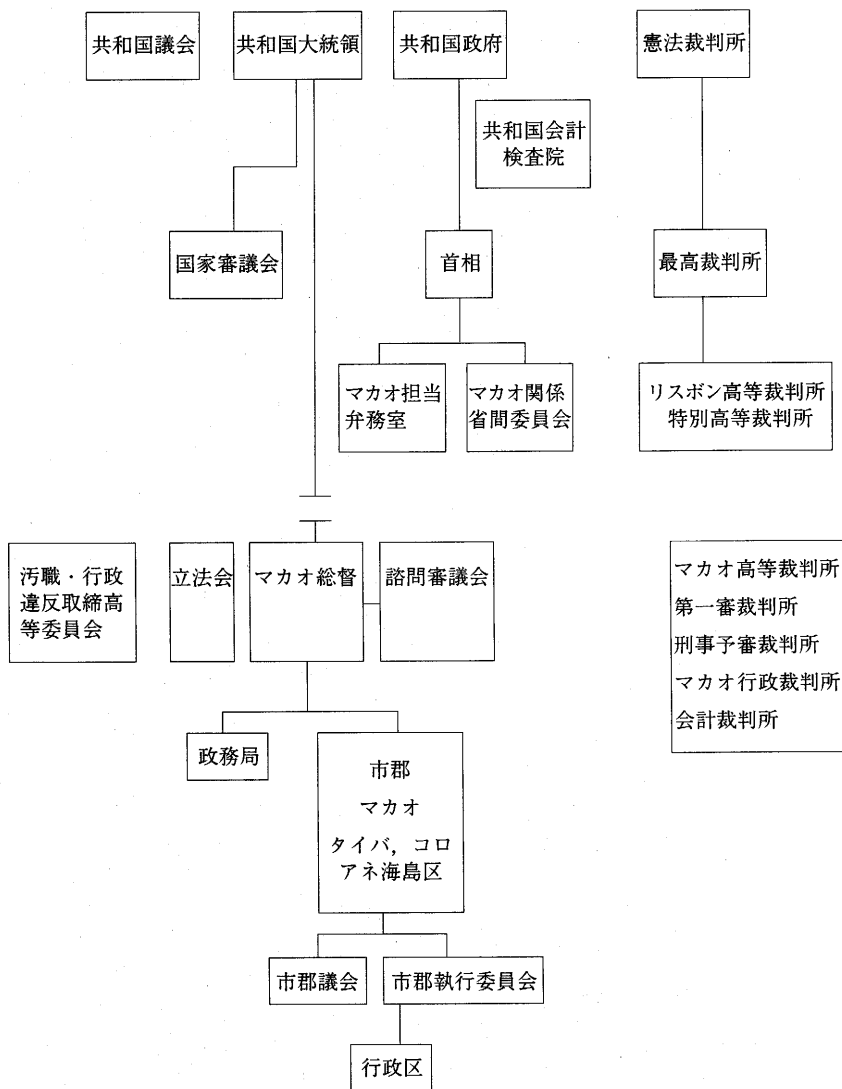 共和国議会
共和国大統領
共和国政府
憲法裁判所
共和国会計
検査院
国家審議会
首相
最高裁判所
マカオ担当
弁務室
マカオ関係
省間委員会
リスボン高等裁判所
特別高等裁判所
汚職・行政
違反取締高
等委員会
立法会
マカオ総督
諮問審議会
マカオ高等裁判所
第一審裁判所
刑事予審裁判所
マカオ行政裁判所
会計裁判所
政務局
市郡
マカオ
タイバ，コロ
アネ海島区
市郡議会
市郡執行委員会
行政区